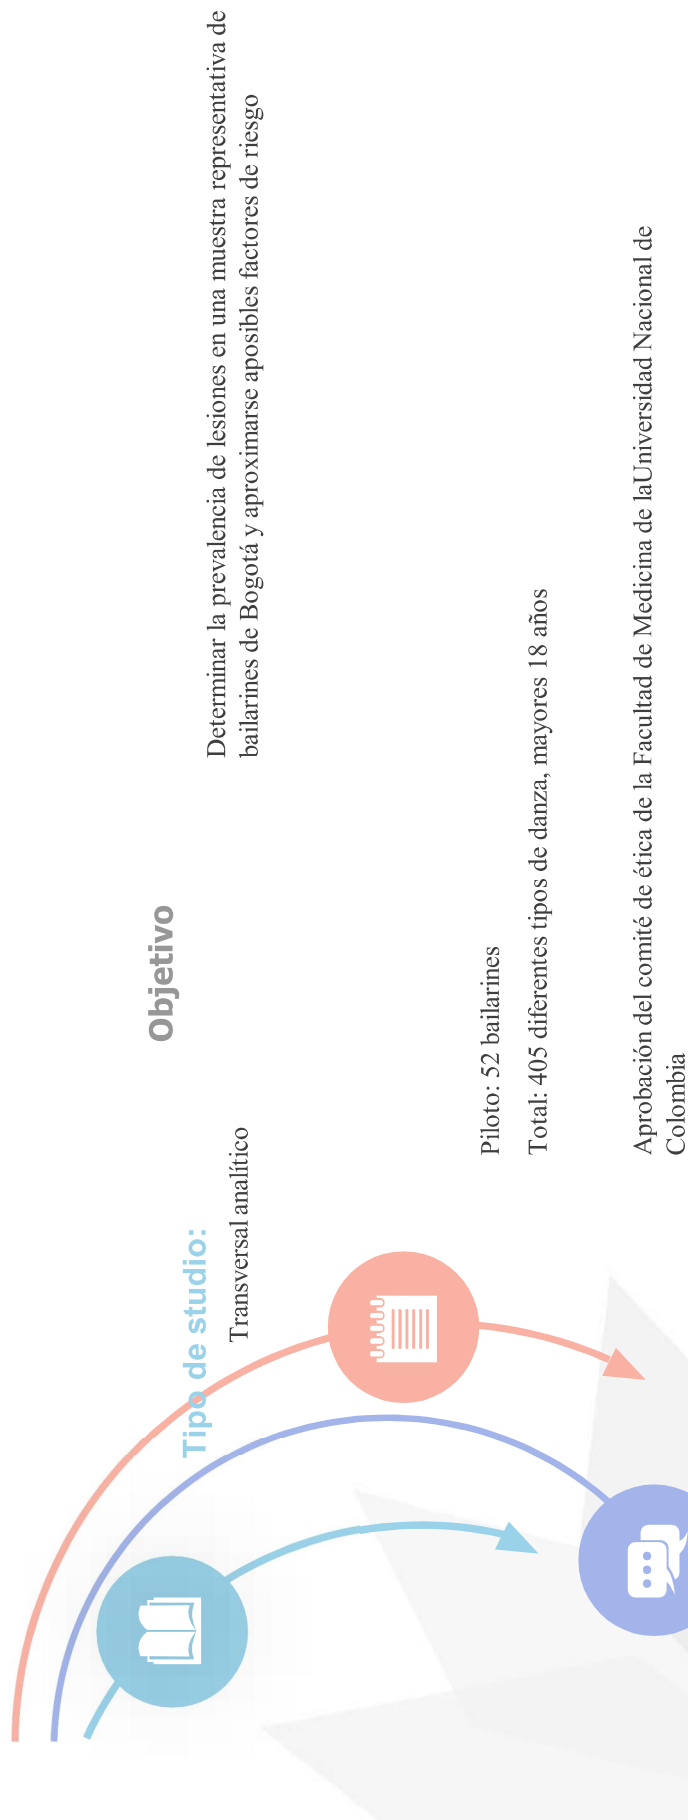 Objetivo
Determinar la prevalencia de lesiones en una muestra representativa de
bailarines de Bogotá y aproximarse aposibles factores de riesgo
Tipo de studio:
Transversal analítico
Piloto: 52 bailarines
Total: 405 diferentes tipos de danza, mayores 18 años
Aprobación del comité de ética de la Facultad de Medicina de laUniversidad Nacional de
Colombia